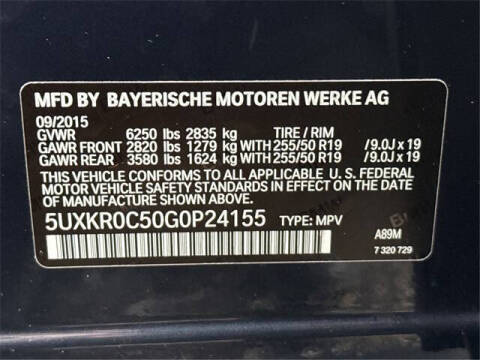 MFD BY BAYERISCHE MOTOREN WERKE AG
09/2015
GVWR 6250 lbs 2835 kg TIRE / RIM
GAWR FRONT 2820 lbs 1279 kg WITH 255/50 R19 /9.0J x 19
GAWR REAR 3580 lbs 1624 kg WITH 255/50 R19 /9.0J x 19
THIS VEHICLE CONFORMS TO ALL APPLICABLE U. S. FEDERAL
MOTOR VEHICLE SAFETY STANDARDS IN EFFECT ON THE DATE
OF MANUFACTURE SHOWN ABOVE.
5UXKR0C50G0P24155 TYPE: MPV
A89M
7 320 729